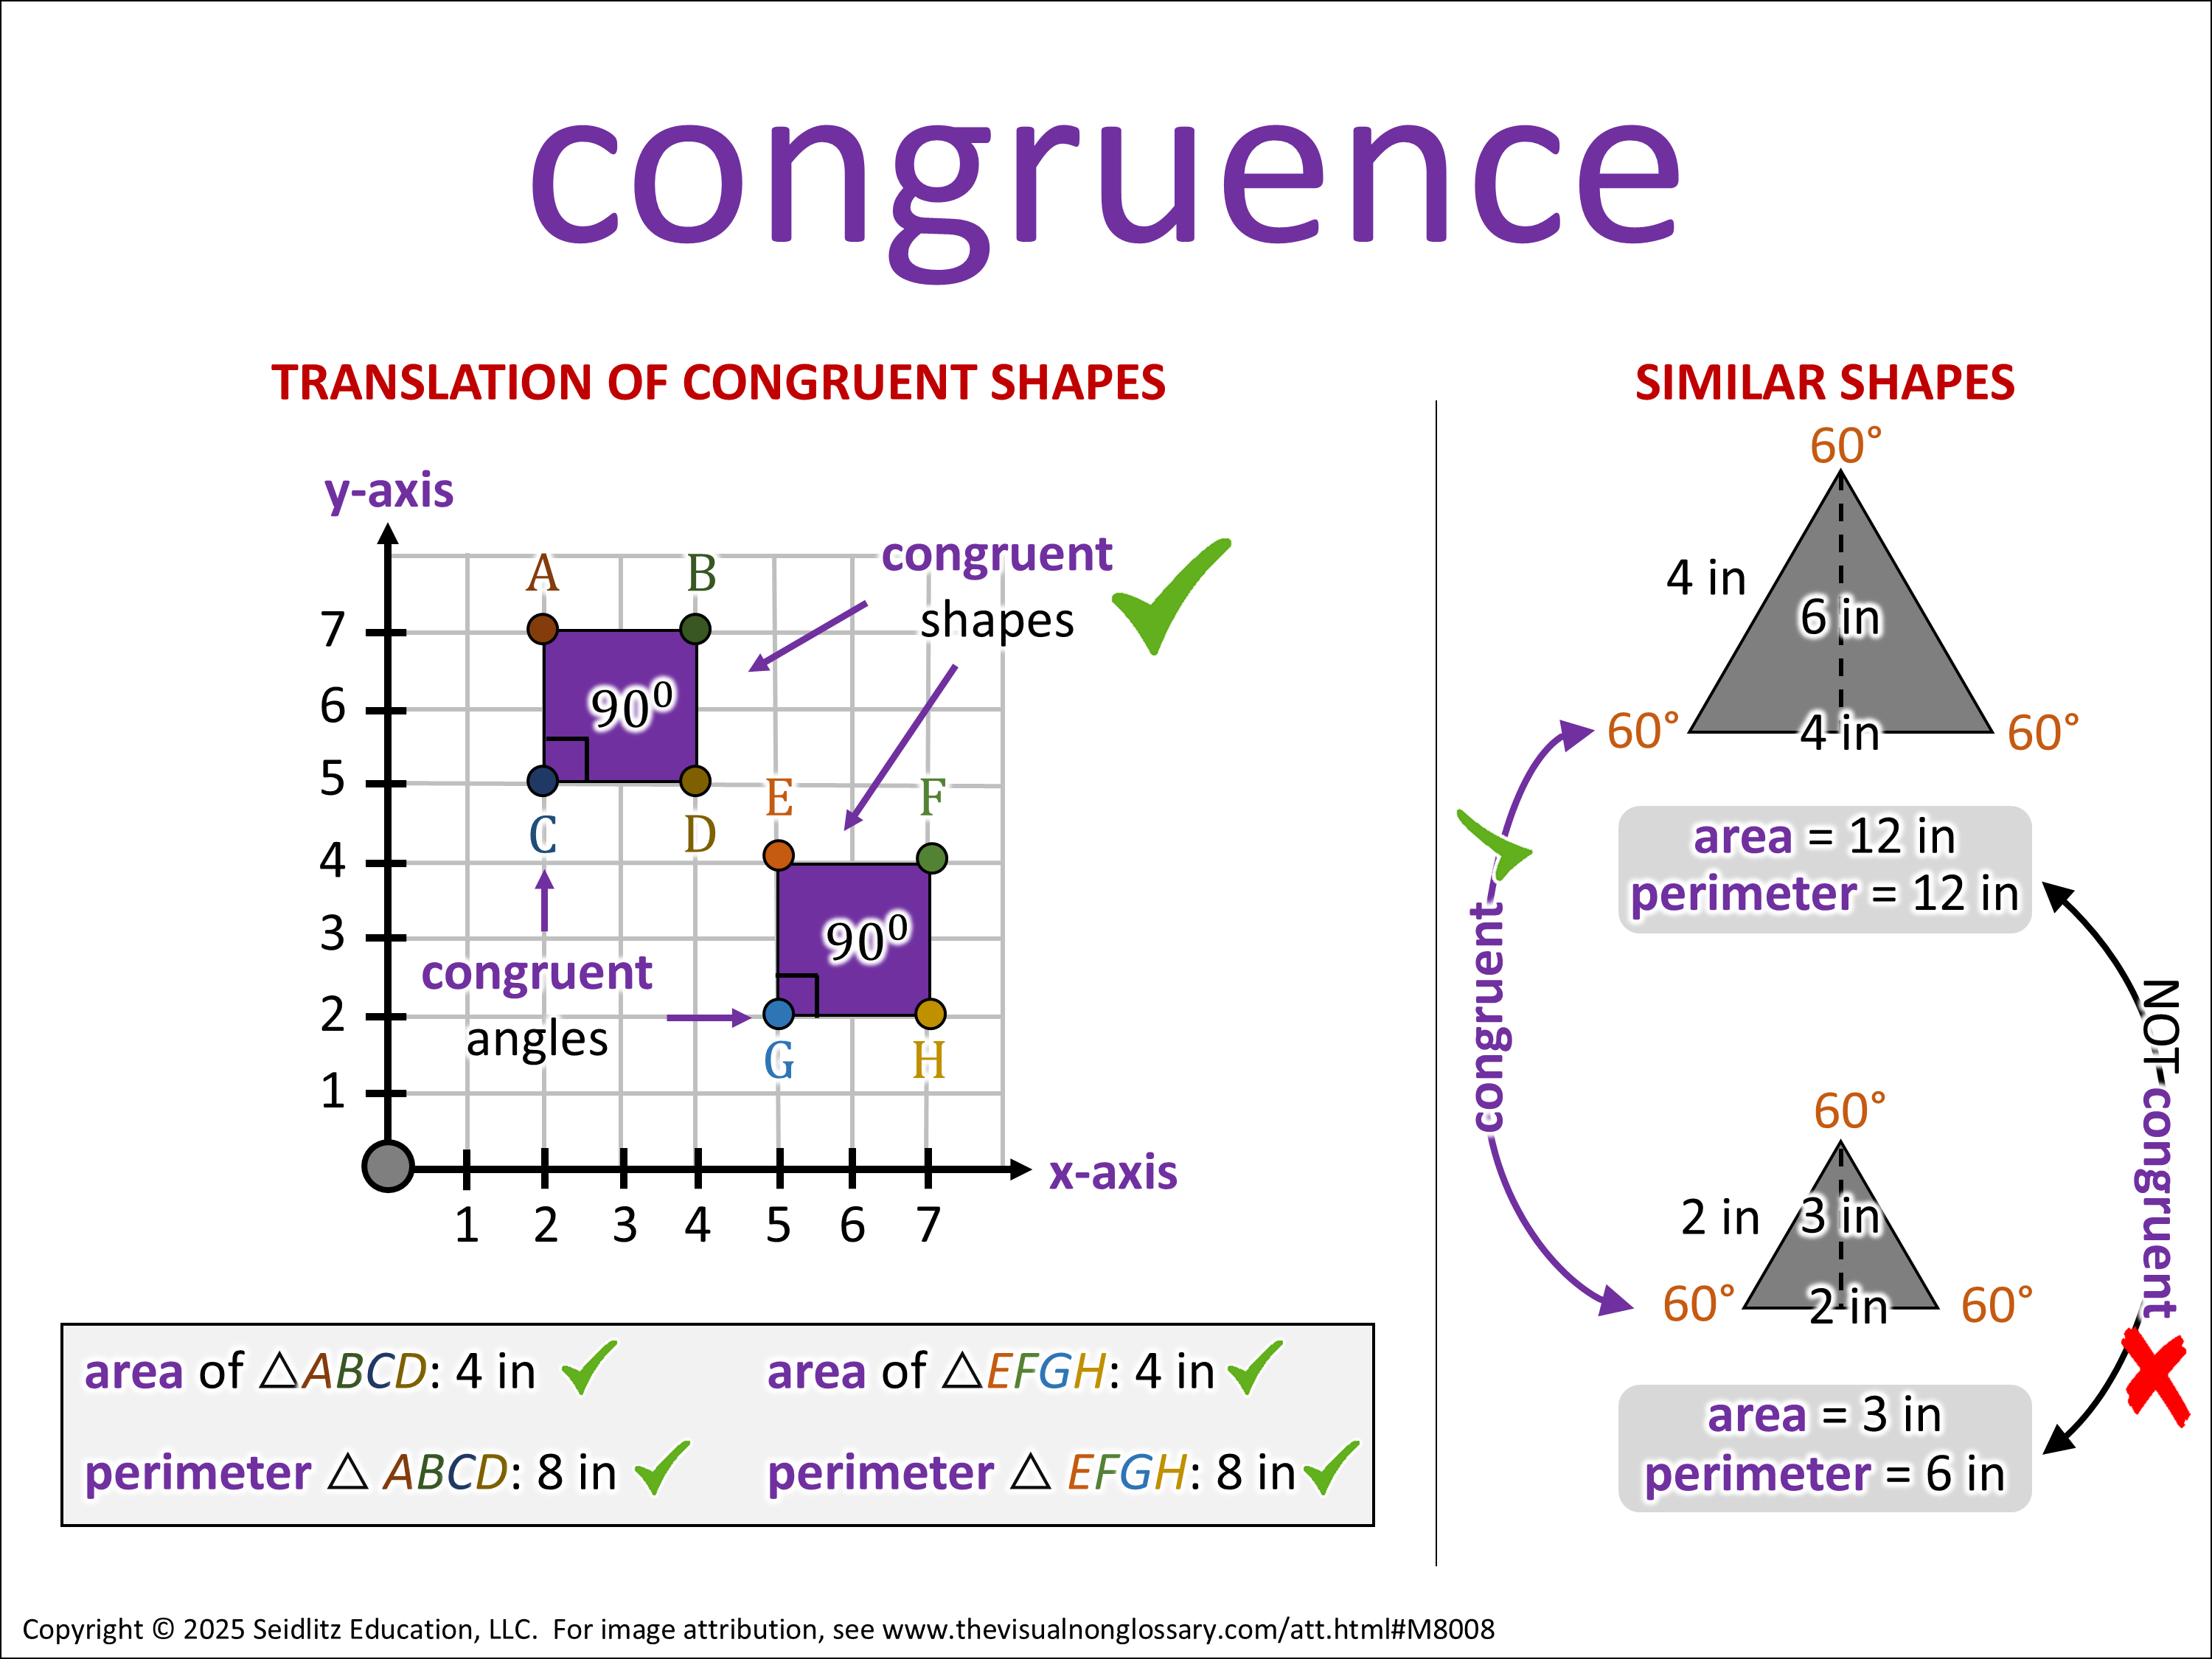 congruence
TRANSLATION OF CONGRUENT SHAPES
y-axis
A
B
congruent
shapes
7
6
5
4
3
2
1
90⁰
C
D
E
F
congruent
angles
90⁰
G
H
x-axis
1 2 3 4 5 6 7
area of △ABCD: 4 in
area of △EFGH: 4 in
perimeter △ ABCD: 8 in
perimeter △ EFGH: 8 in
SIMILAR SHAPES
60°
4 in
6 in
60°
4 in
60°
area = 12 in
perimeter = 12 in
congruent
NOT congruent
60°
2 in
3 in
60°
2 in
60°
area = 3 in
perimeter = 6 in
Copyright © 2025 Seidlitz Education, LLC. For image attribution, see www.thevisualnonglossary.com/att.html#M8008